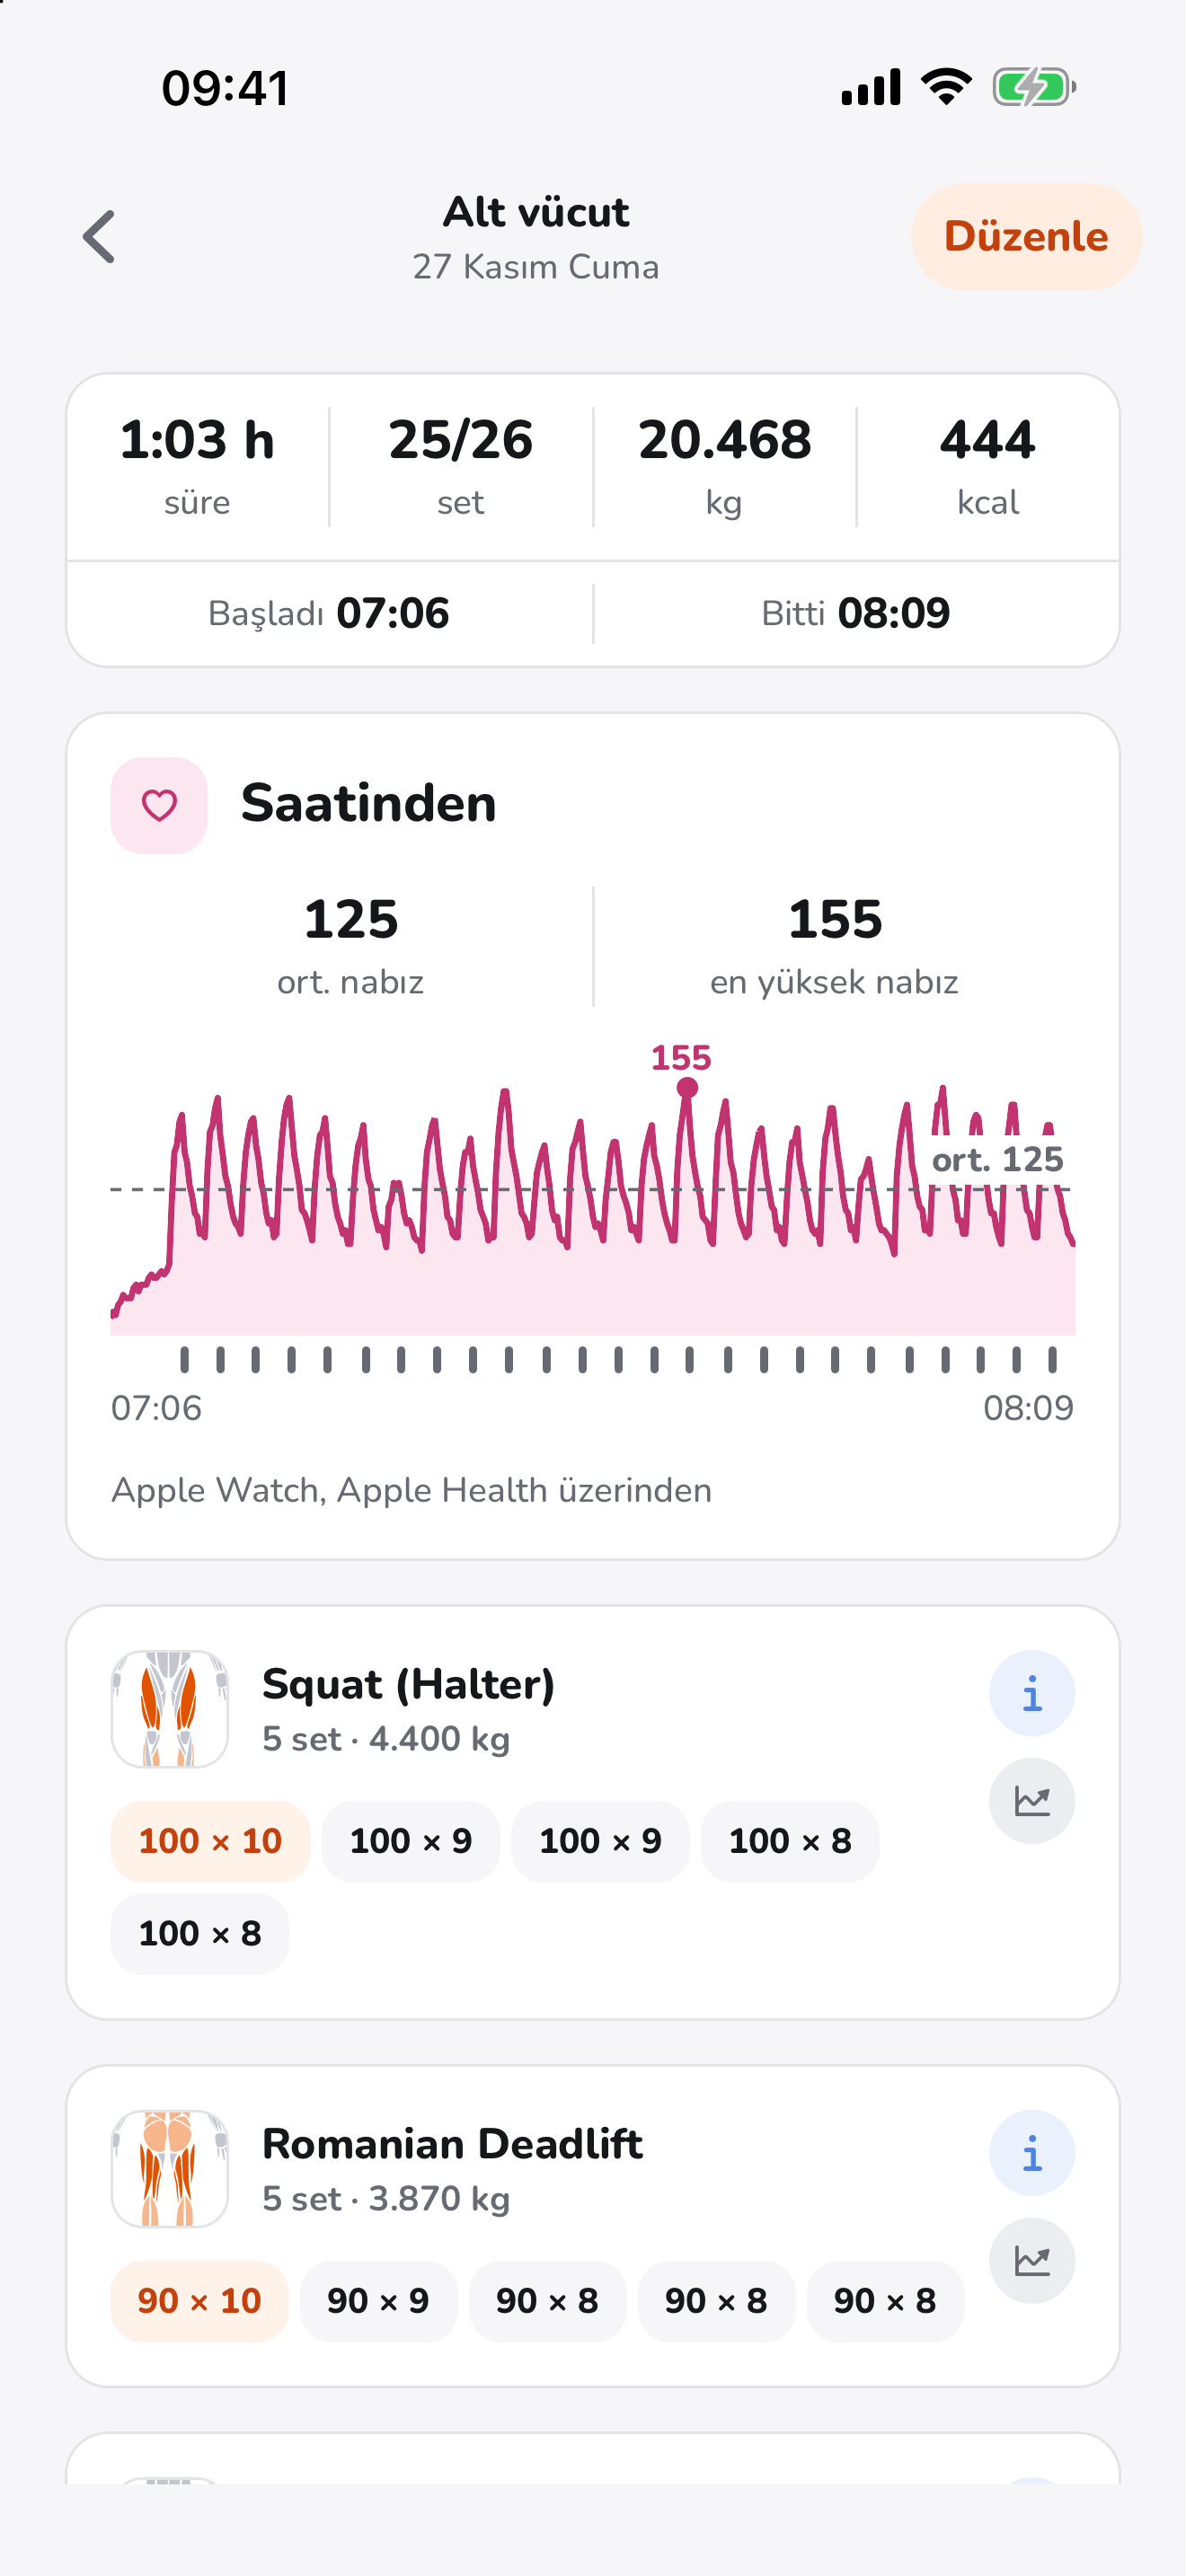 09:41
Alt vücut
27 Kasım Cuma
Düzenle
1:03 h
süre
25/26
set
20.468
kg
444
kcal
Başladı 07:06
Bitti 08:09
Saatinden
125
ort. nabız
155
en yüksek nabız
155
ort. 125
07:06
08:09
Apple Watch, Apple Health üzerinden
Squat (Halter)
5 set · 4.400 kg
100 × 10
100 × 9
100 × 9
100 × 8
100 × 8
Romanian Deadlift
5 set · 3.870 kg
90 × 10
90 × 9
90 × 8
90 × 8
90 × 8